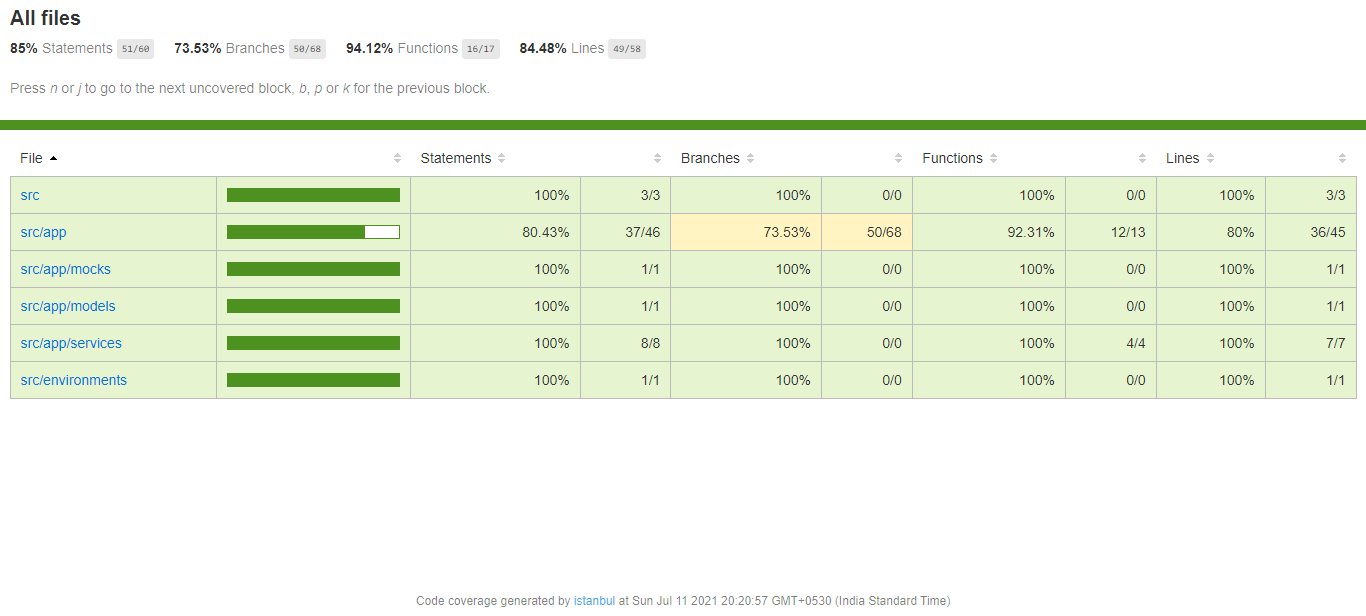 All files
85% Statements 51/60 73.53% Branches 50/68 94.12% Functions 16/17 84.48% Lines 49/58
Press n or j to go to the next uncovered block, b, p or k for the previous block.
File Statements Branches Functions Lines
src 100% 3/3 100% 0/0 100% 0/0 100% 3/3
src/app 80.43% 37/46 73.53% 50/68 92.31% 12/13 80% 36/45
src/app/mocks 100% 1/1 100% 0/0 100% 0/0 100% 1/1
src/app/models 100% 1/1 100% 0/0 100% 0/0 100% 1/1
src/app/services 100% 8/8 100% 0/0 100% 4/4 100% 7/7
src/environments 100% 1/1 100% 0/0 100% 0/0 100% 1/1
Code coverage generated by istanbul at Sun Jul 11 2021 20:20:57 GMT+0530 (India Standard Time)